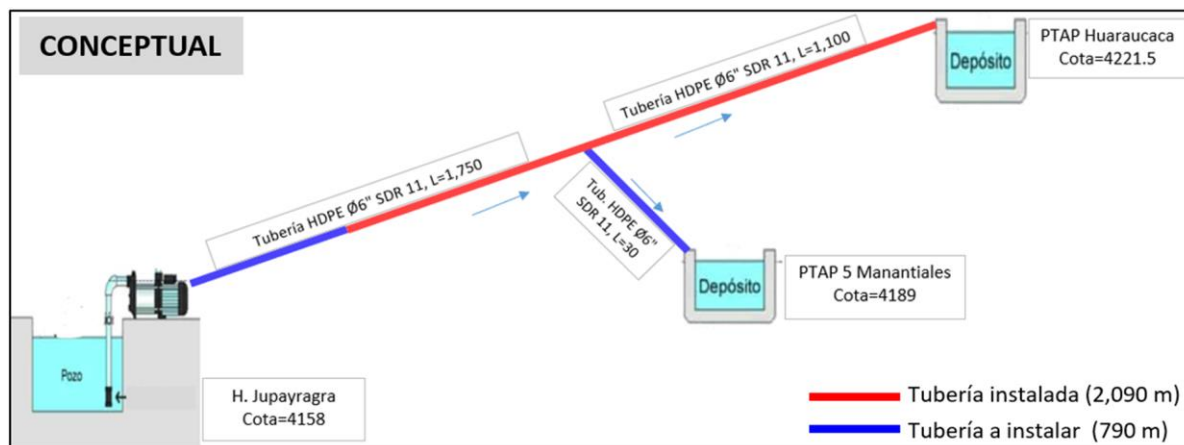 CONCEPTUAL
Tubería HDPE Ø6" SDR 11, L=1,100
Depósito
PTAP Huaraucaca
Cota=4221.5
Tubería HDPE Ø6" SDR 11, L=1,750
Tub. HDPE Ø6"
SDR 11, L=30
Depósito
PTAP 5 Manantiales
Cota=4189
Pozo
H. Jupayragra
Cota=4158
Tubería instalada (2,090 m)
Tubería a instalar (790 m)